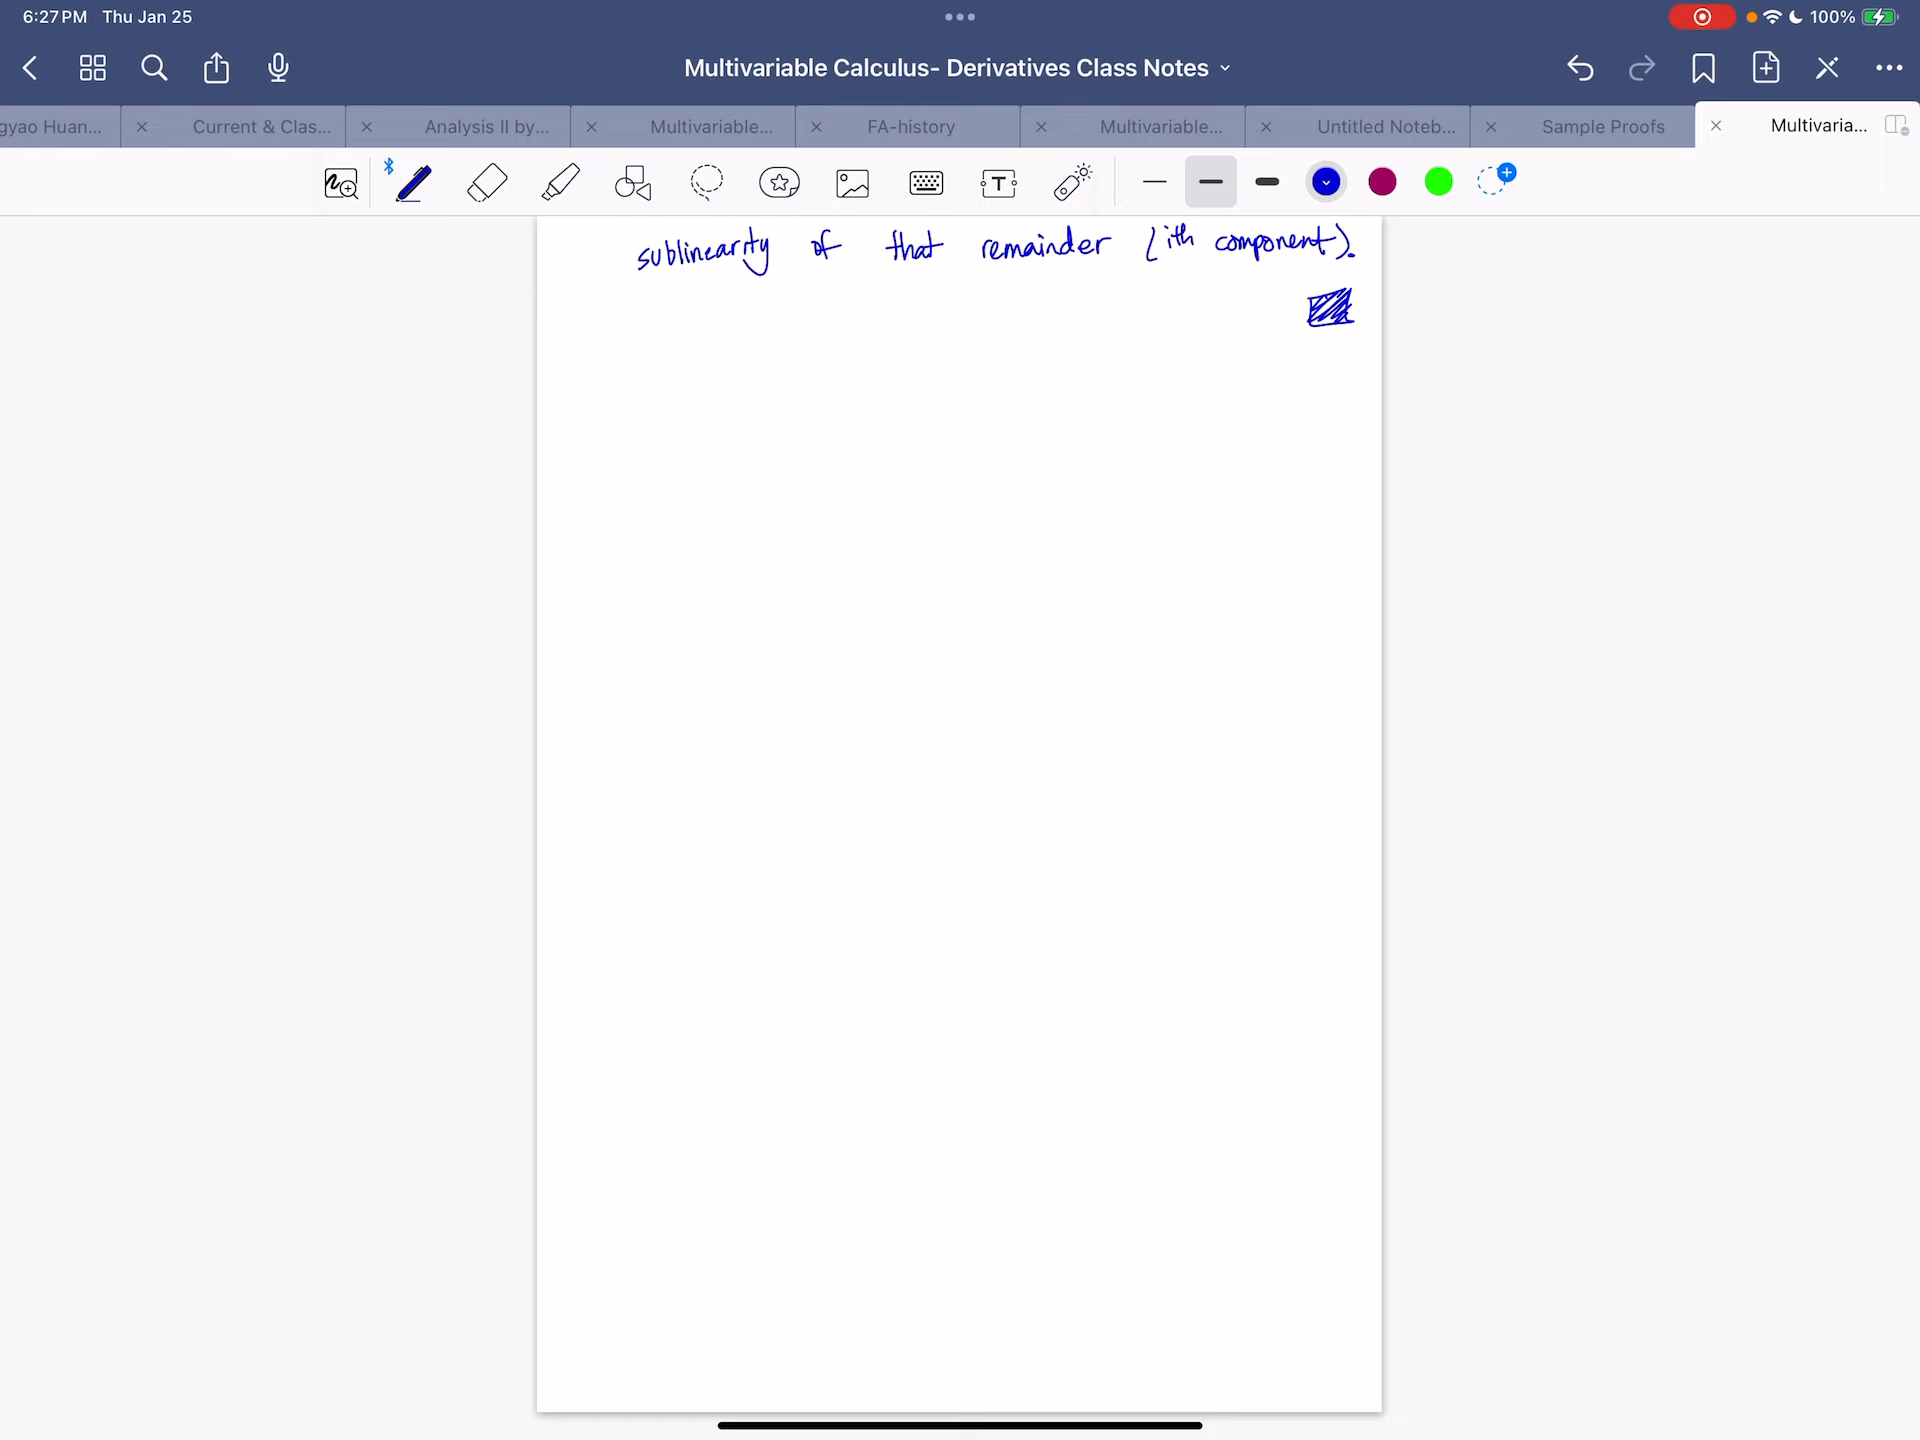 6:27 PM Thu Jan 25
100%
Multivariable Calculus- Derivatives Class Notes
gyao Huan...
Current & Clas...
Analysis II by...
Multivariable...
FA-history
Multivariable...
Untitled Noteb...
Sample Proofs
Multivaria...
T
sublinearity of that remainder (ith component).